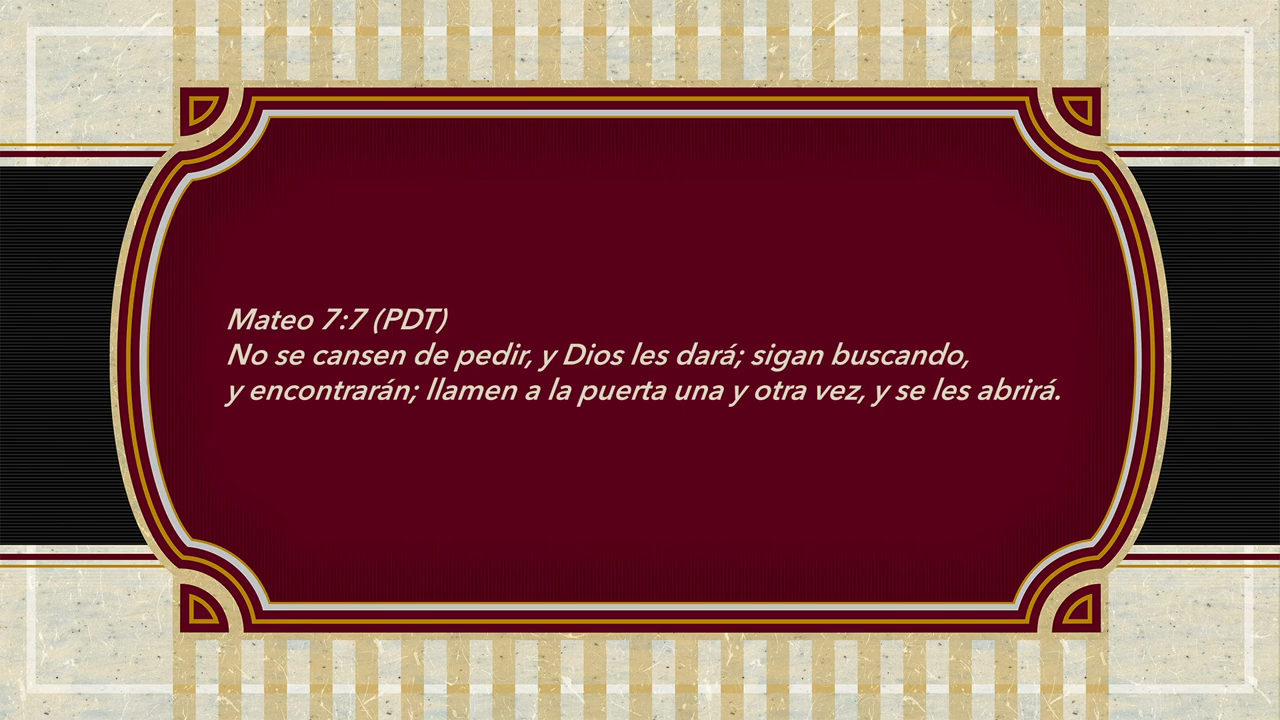 Mateo 7:7 (PDT)
No se cansen de pedir, y Dios les dará; sigan buscando,
y encontrarán; llamen a la puerta una y otra vez, y se les abrirá.